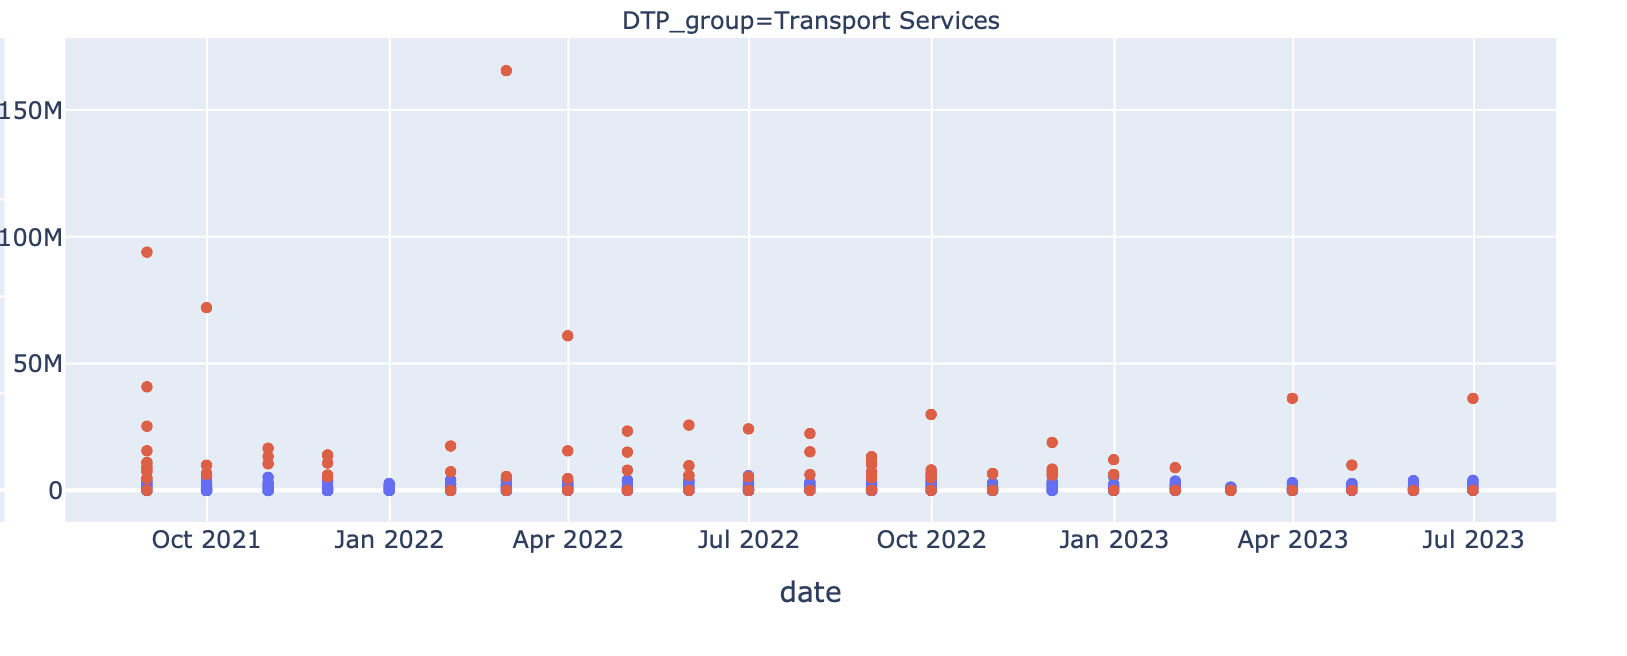 DTP_group=Transport Services
150M
100M
50M
0
Oct 2021 Jan 2022 Apr 2022 Jul 2022 Oct 2022 Jan 2023 Apr 2023 Jul 2023
date